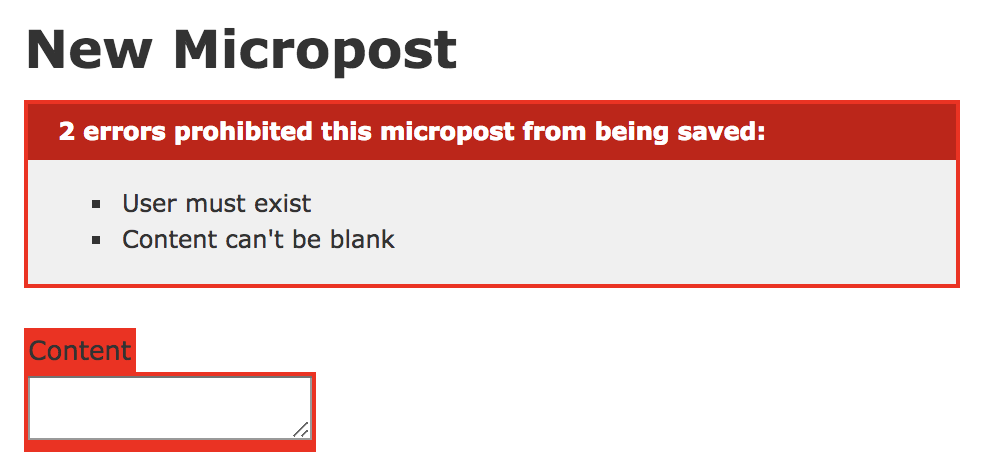 New Micropost
2 errors prohibited this micropost from being saved:
User must exist
Content can't be blank
Content